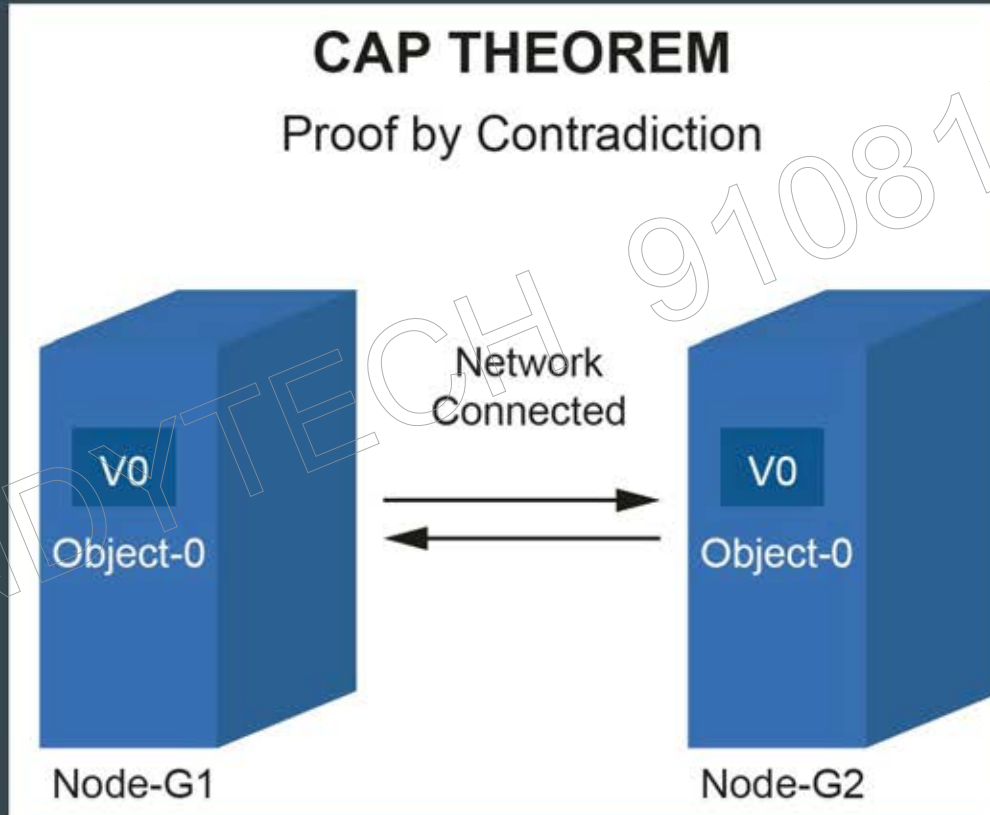 CAP THEOREM
Proof by Contradiction
Network
Connected
V0
Object-0
Node-G1
V0
Object-0
Node-G2